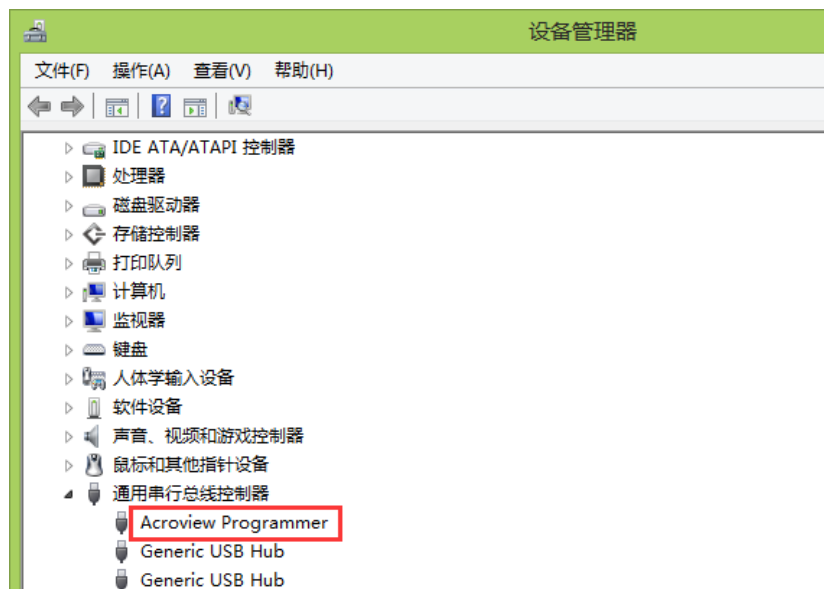 设备管理器
文件(F) 操作(A) 查看(V) 帮助(H)
IDE ATA/ATAPI 控制器
处理器
磁盘驱动器
存储控制器
打印队列
计算机
监视器
键盘
人体学输入设备
软件设备
声音、视频和游戏控制器
鼠标和其他指针设备
通用串行总线控制器
Acroview Programmer
Generic USB Hub
Generic USB Hub